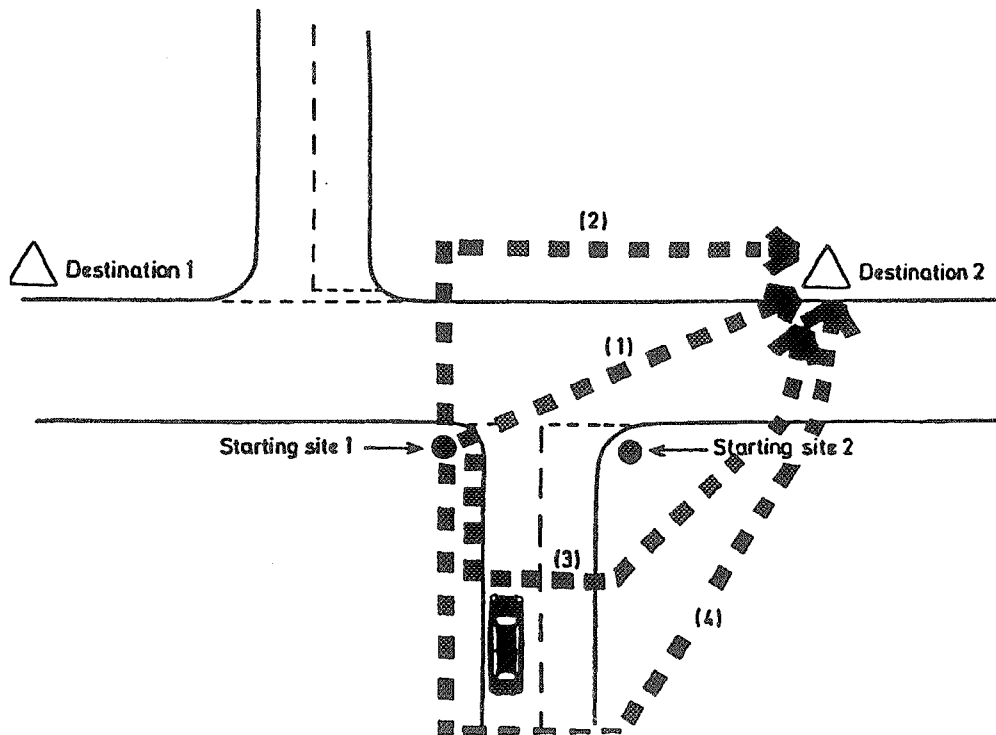 (2)
Destination 1
Destination 2
(1)
Starting site 1
Starting site 2
(3)
(4)